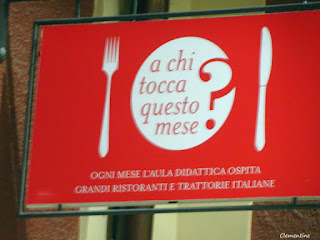 a chi
tocca
questo
mese ?
OGNI MESE L'AULA DIDATTICA OSPITA
GRANDI RISTORANTI E TRATTORIE ITALIANE
Clementine